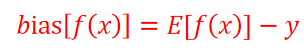 bias[f(x)] = E[f(x)] − y